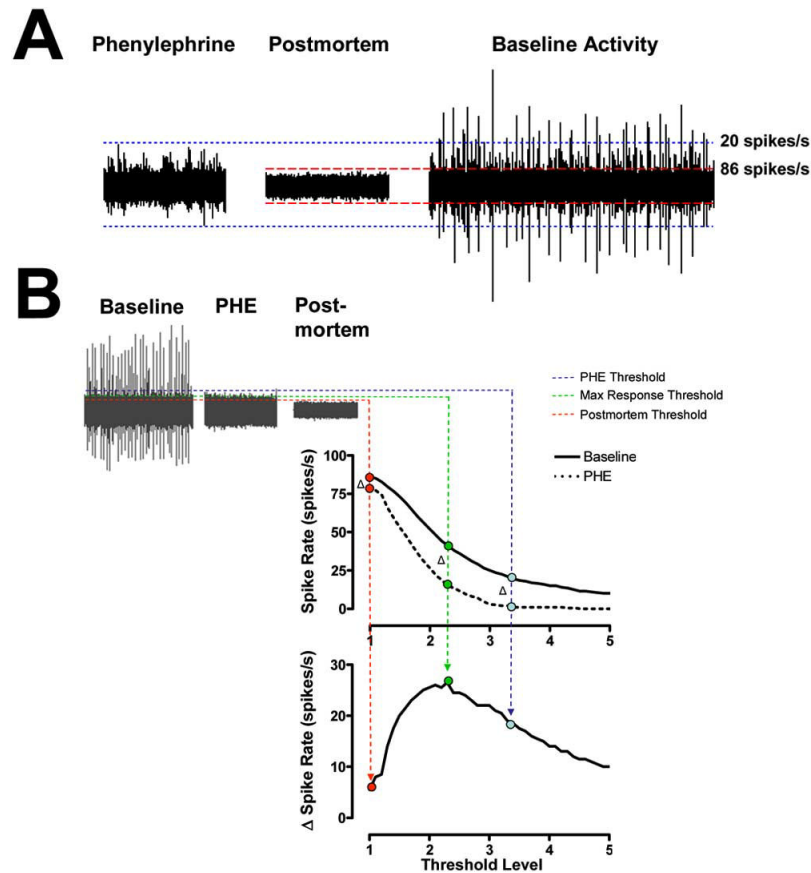 A
Phenylephrine Postmortem Baseline Activity
20 spikes/s
86 spikes/s
B
Baseline PHE Post-
mortem
PHE Threshold
Max Response Threshold
Postmortem Threshold
Baseline
PHE
Spike Rate (spikes/s)
100
75
50
25
0
Δ
Δ
Δ
1 2 3 4 5
Δ Spike Rate (spikes/s)
30
20
10
0
1 2 3 4 5
Threshold Level